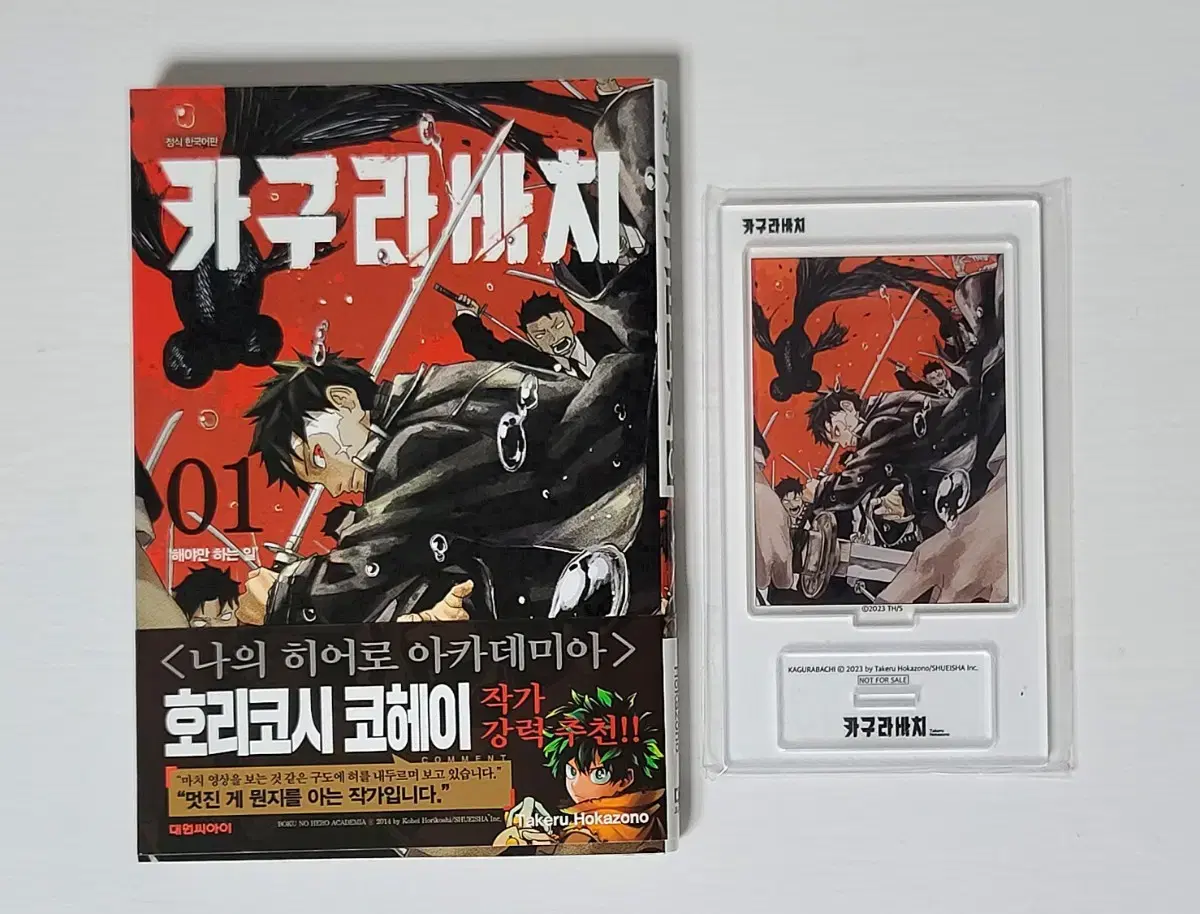 정식 한국어판
카구라바치
01
'해야만 하는 일'
<나의 히어로 아카데미아>
호리코시 코헤이
작가
강력 추천!!
COMMENT
"마치 영상을 보는 것 같은 구도에 혀를 내두르며 보고 있습니다."
"멋진 게 뭔지를 아는 작가입니다."
대원씨아이
BOKU NO HERO ACADEMIA © 2014 by Kohei Horikoshi/SHUEISHA Inc.
Takeru Hokazono
카구라바치
©2023 TH/S
KAGURABACHI © 2023 by Takeru Hokazono/SHUEISHA Inc.
NOT FOR SALE
카구라바치
Takeru
Hokazono